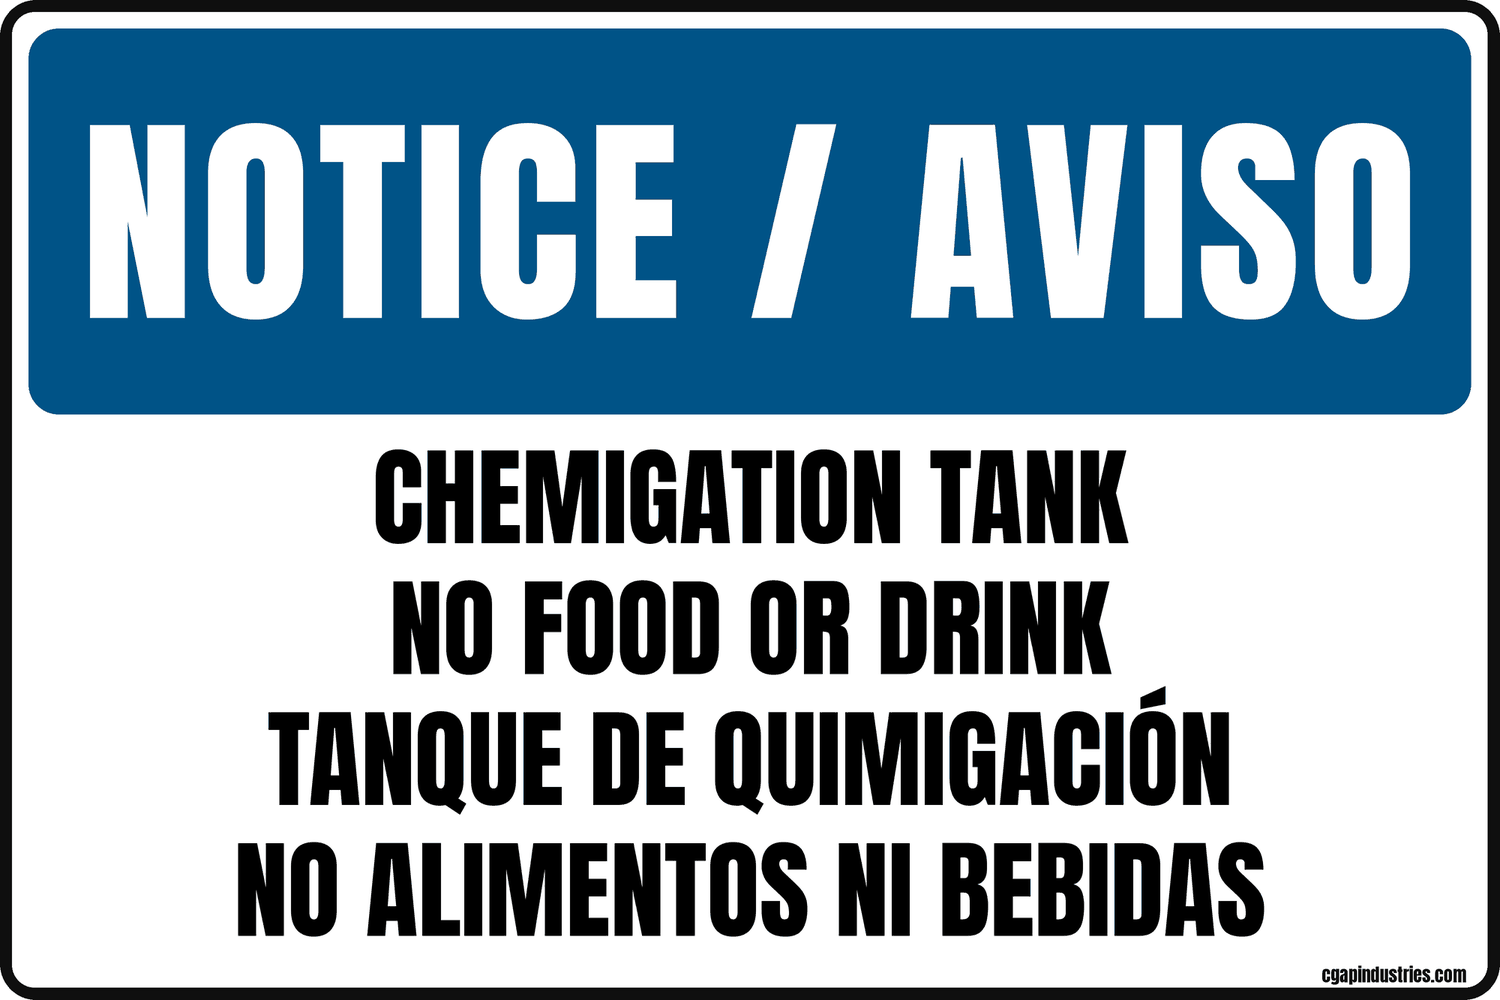 NOTICE / AVISO
CHEMIGATION TANK
NO FOOD OR DRINK
TANQUE DE QUIMIGACIÓN
NO ALIMENTOS NI BEBIDAS
cgapindustries.com